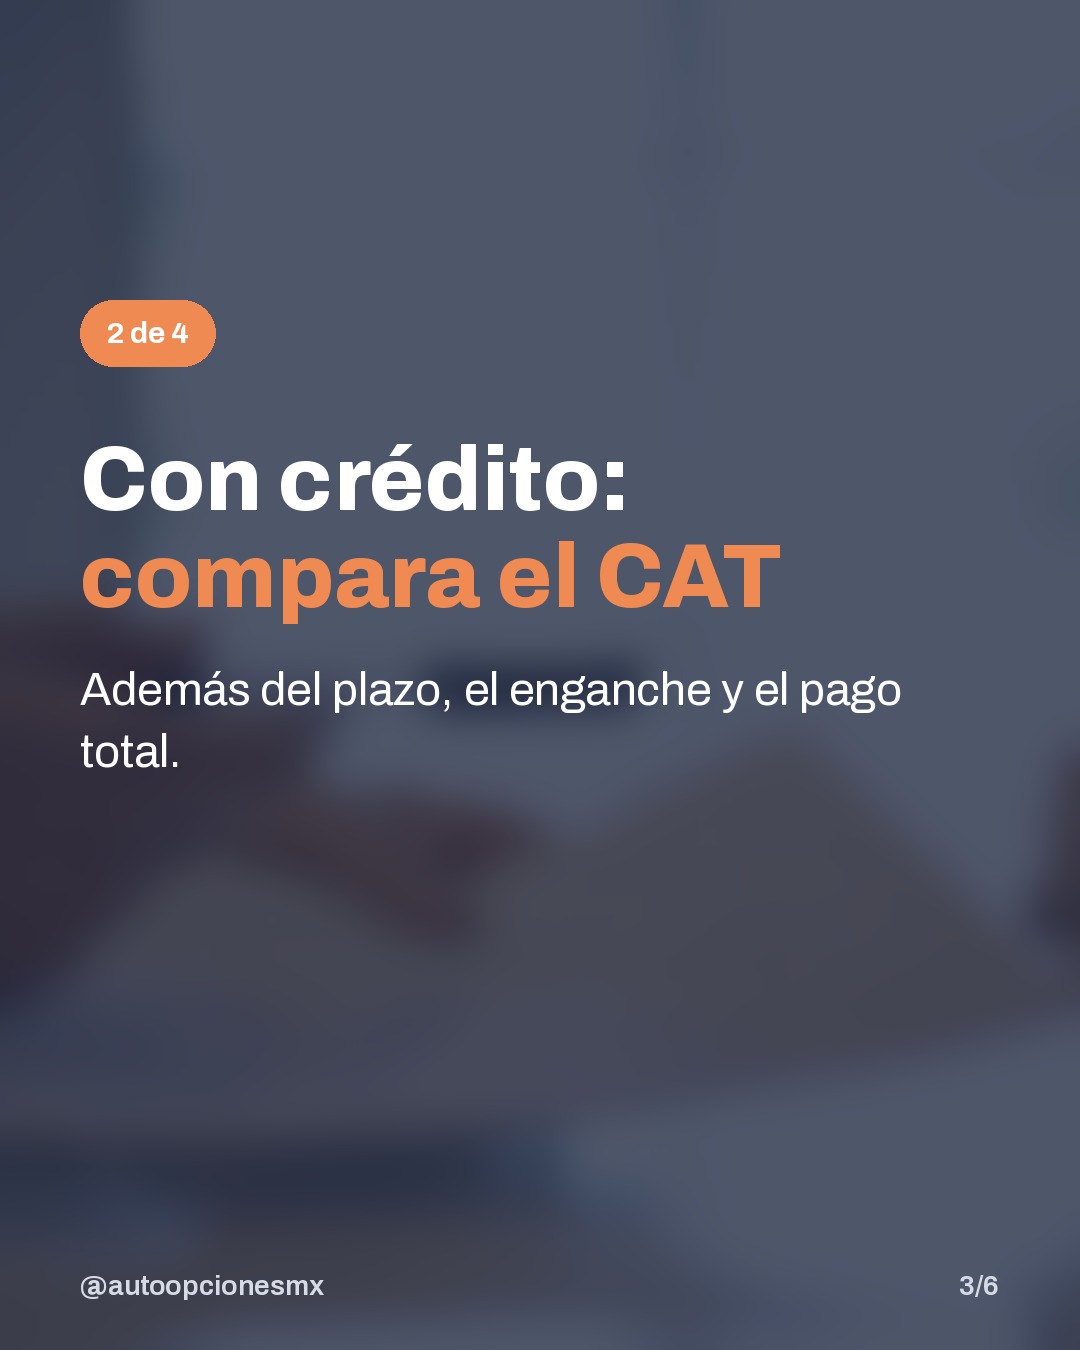 2 de 4
Con crédito:
compara el CAT
Además del plazo, el enganche y el pago
total.
@autoopcionesmx
3/6